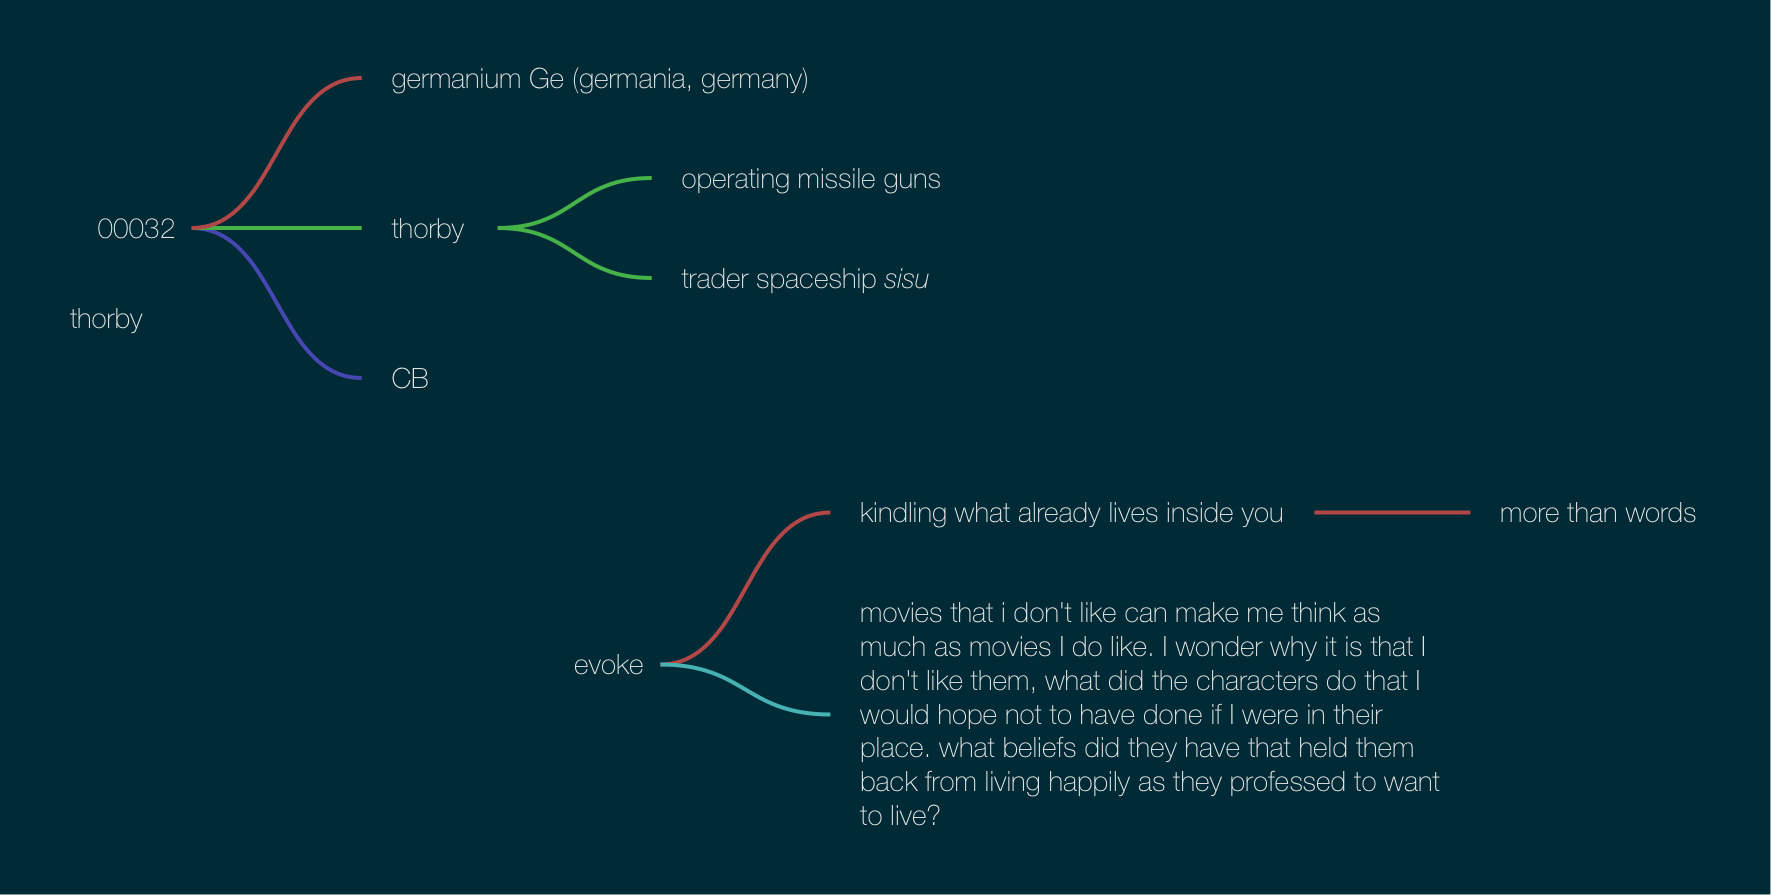 germanium Ge (germania, germany)
operating missile guns
00032
thorby
trader spaceship sisu
thorby
CB
kindling what already lives inside you
more than words
evoke
movies that i don't like can make me think as
much as movies I do like. I wonder why it is that I
don't like them, what did the characters do that I
would hope not to have done if I were in their
place. what beliefs did they have that held them
back from living happily as they professed to want
to live?